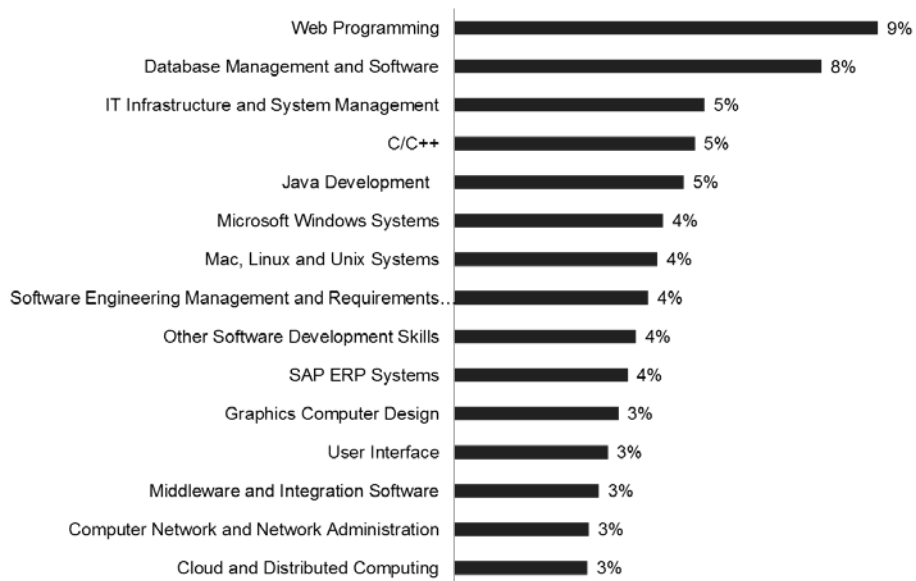 Web Programming 9%
Database Management and Software 8%
IT Infrastructure and System Management 5%
C/C++ 5%
Java Development 5%
Microsoft Windows Systems 4%
Mac, Linux and Unix Systems 4%
Software Engineering Management and Requirements... 4%
Other Software Development Skills 4%
SAP ERP Systems 4%
Graphics Computer Design 3%
User Interface 3%
Middleware and Integration Software 3%
Computer Network and Network Administration 3%
Cloud and Distributed Computing 3%